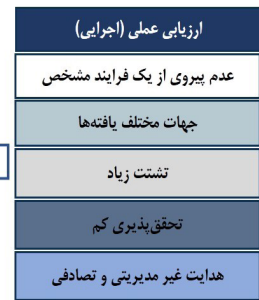 ارزیابی عملی (اجرایی)
عدم پیروی از یک فرایند مشخص
جهات مختلف یافته‌ها
تشتت زیاد
تحقق‌پذیری کم
هدایت غیر مدیریتی و تصادفی